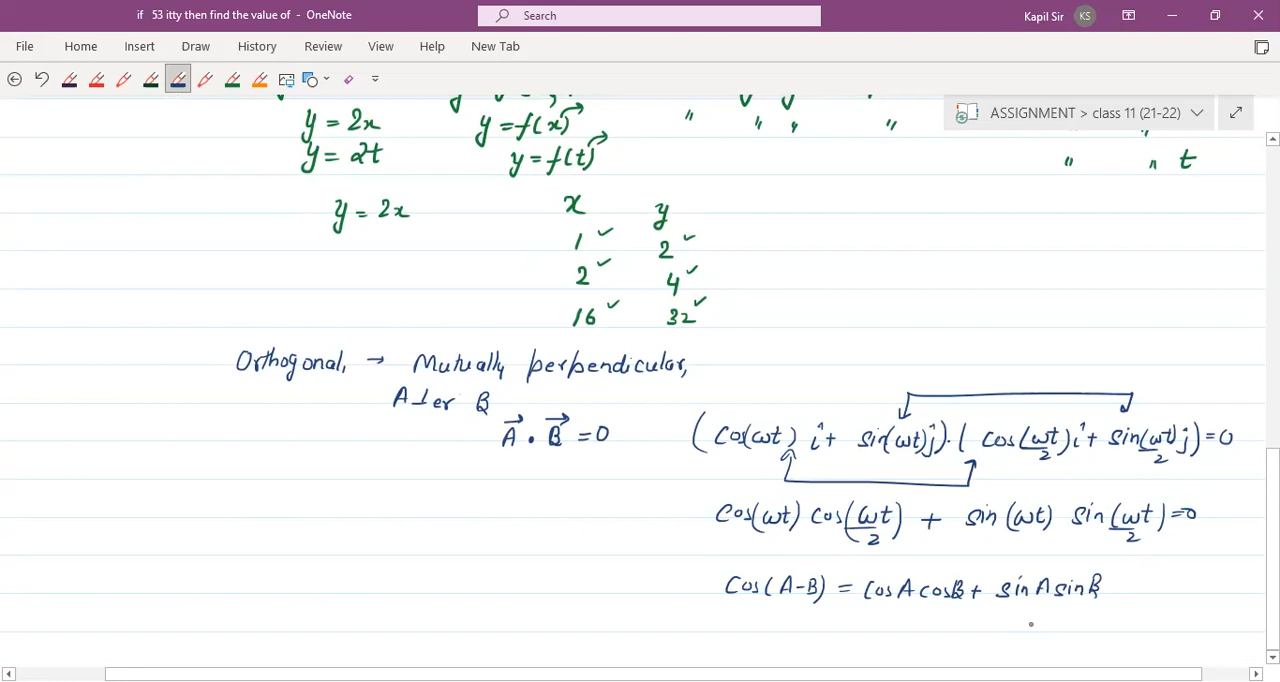 if 53 itty then find the value of - OneNote
Search
Kapil Sir KS
File Home Insert Draw History Review View Help New Tab
ASSIGNMENT > class 11 (21-22)
y = 2x y = f(x) " " " " "
y = 2t y = f(t) " " t
y = 2x x y
1 2
2 4
16 32
Orthogonal, → Mutually perpendicular,
A ⊥er B
A⃗ · B⃗ = 0 (Cos(ωt) î + sin(ωt)ĵ) · (cos(ωt/2)î + sin(ωt/2)ĵ) = 0
Cos(ωt) Cos(ωt/2) + sin(ωt) sin(ωt/2) = 0
Cos(A-B) = CosA cosB + sinA sinB